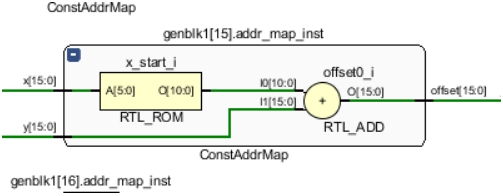 ConstAddrMap
genblk1[15].addr_map_inst
x_start_i
offset0_i
x[15:0]
A[5:0]
O[10:0]
I0[10:0]
I1[15:0]
+
O[15:0]
offset[15:0]
RTL_ROM
y[15:0]
RTL_ADD
ConstAddrMap
genblk1[16].addr_map_inst